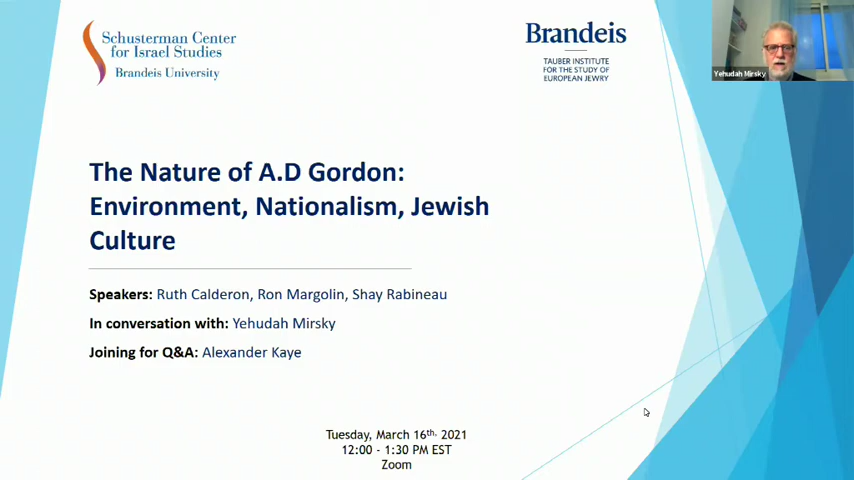 Schusterman Center
for Israel Studies
Brandeis University
Brandeis
TAUBER INSTITUTE
FOR THE STUDY OF
EUROPEAN JEWRY
Yehudah Mirsky
The Nature of A.D Gordon:
Environment, Nationalism, Jewish
Culture
Speakers: Ruth Calderon, Ron Margolin, Shay Rabineau
In conversation with: Yehudah Mirsky
Joining for Q&A: Alexander Kaye
Tuesday, March 16th, 2021
12:00 - 1:30 PM EST
Zoom